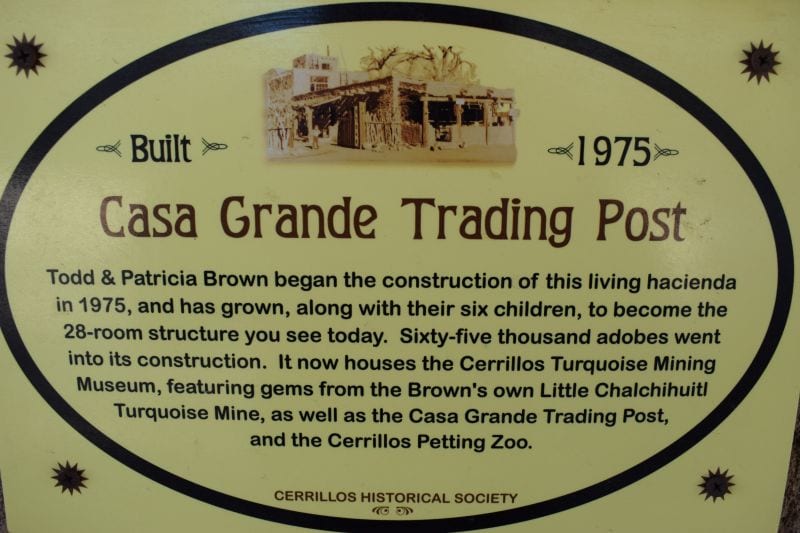 Built 1975
Casa Grande Trading Post
Todd & Patricia Brown began the construction of this living hacienda
in 1975, and has grown, along with their six children, to become the
28-room structure you see today. Sixty-five thousand adobes went
into its construction. It now houses the Cerrillos Turquoise Mining
Museum, featuring gems from the Brown's own Little Chalchihuitl
Turquoise Mine, as well as the Casa Grande Trading Post,
and the Cerrillos Petting Zoo.
CERRILLOS HISTORICAL SOCIETY